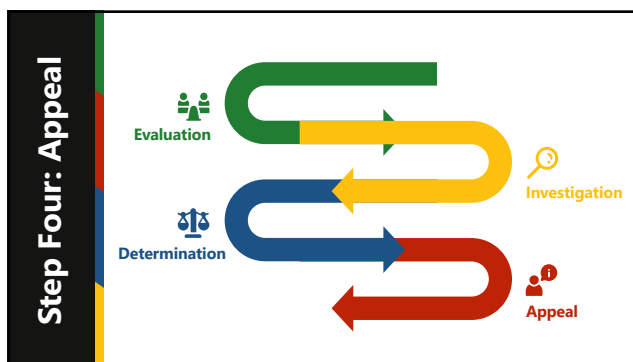 Step Four: Appeal
Evaluation
Investigation
Determination
Appeal